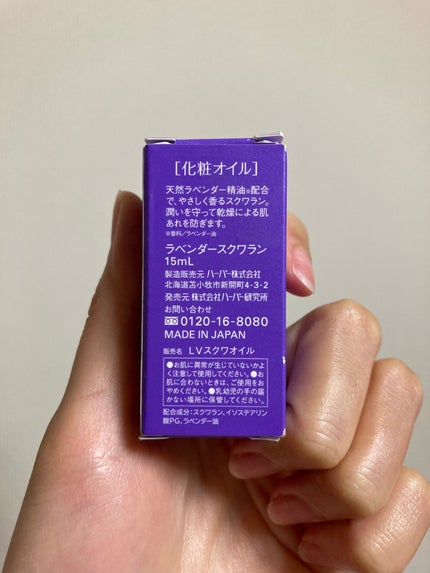 ［化粧オイル］
天然ラベンダー精油※配合
で、やさしく香るスクワラン。
潤いを守って乾燥による肌
あれを防ぎます。
※香料／ラベンダー油
ラベンダースクワラン
15mL
製造販売元 ハーバー株式会社
北海道苫小牧市新開町4-3-2
発売元 株式会社ハーバー研究所
お問い合わせ
0120-16-8080
MADE IN JAPAN
販売名 LVスクワオイル
●お肌に異常が生じていないかよ
く注意して使用してください。●お
肌に合わないときは、ご使用をお
やめください。●乳幼児の手の届
かない場所に保管してください。
配合成分：スクワラン、イソステアリン
酸PG、ラベンダー油